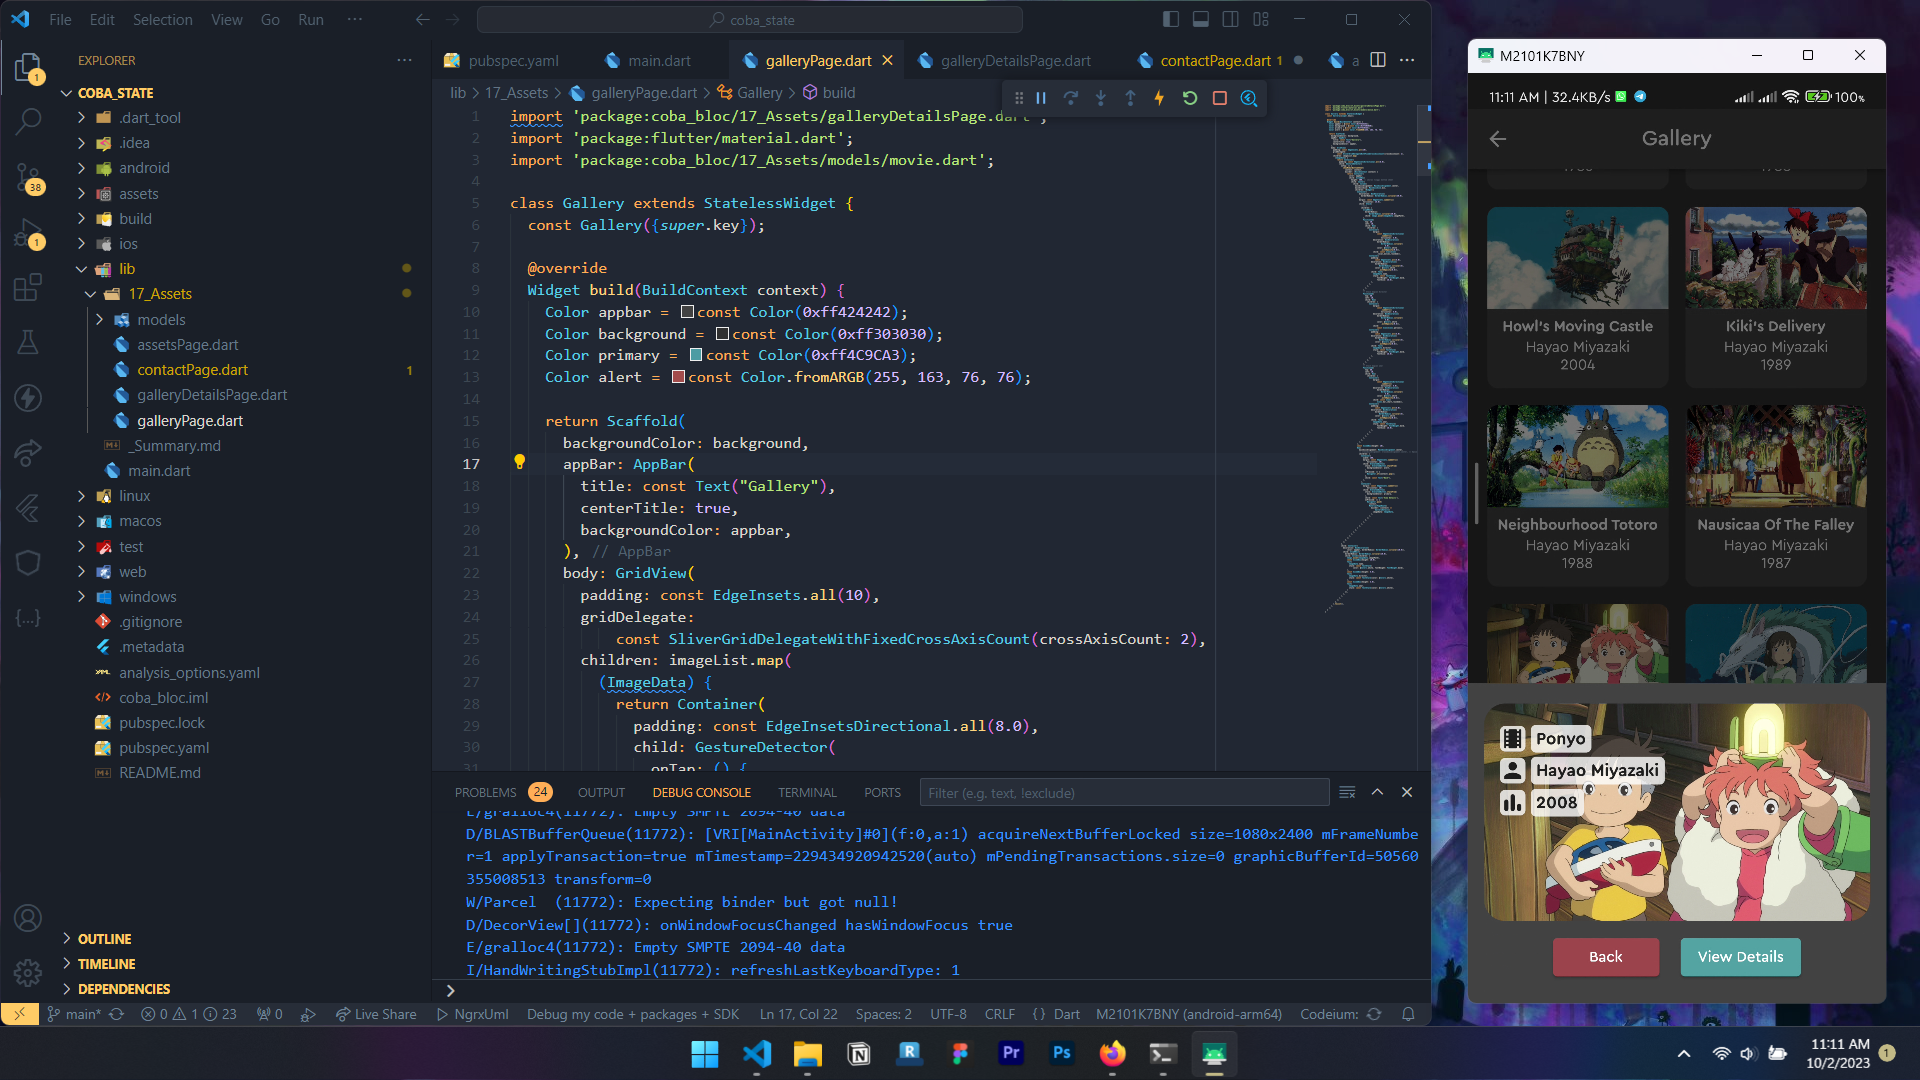 File Edit Selection View Go Run ···
coba_state
EXPLORER
COBA_STATE
.dart_tool
.idea
android
assets
build
ios
lib
17_Assets
models
assetsPage.dart
contactPage.dart 1
galleryDetailsPage.dart
galleryPage.dart
_Summary.md
main.dart
linux
macos
test
web
windows
.gitignore
.metadata
analysis_options.yaml
coba_bloc.iml
pubspec.lock
pubspec.yaml
README.md
OUTLINE
TIMELINE
DEPENDENCIES
1
38
1
pubspec.yaml main.dart galleryPage.dart galleryDetailsPage.dart contactPage.dart 1 a
lib > 17_Assets > galleryPage.dart > Gallery > build
1 import 'package:coba_bloc/17_Assets/galleryDetailsPage.dart';
2 import 'package:flutter/material.dart';
3 import 'package:coba_bloc/17_Assets/models/movie.dart';
4
5 class Gallery extends StatelessWidget {
6 const Gallery({super.key});
7
8 @override
9 Widget build(BuildContext context) {
10 Color appbar = const Color(0xff424242);
11 Color background = const Color(0xff303030);
12 Color primary = const Color(0xff4C9CA3);
13 Color alert = const Color.fromARGB(255, 163, 76, 76);
14
15 return Scaffold(
16 backgroundColor: background,
17 appBar: AppBar(
18 title: const Text("Gallery"),
19 centerTitle: true,
20 backgroundColor: appbar,
21 ), // AppBar
22 body: GridView(
23 padding: const EdgeInsets.all(10),
24 gridDelegate:
25 const SliverGridDelegateWithFixedCrossAxisCount(crossAxisCount: 2),
26 children: imageList.map(
27 (ImageData) {
28 return Container(
29 padding: const EdgeInsetsDirectional.all(8.0),
30 child: GestureDetector(
31 onTap: () {
PROBLEMS 24 OUTPUT DEBUG CONSOLE TERMINAL PORTS Filter (e.g. text, !exclude)
E/gralloc4(11772): Empty SMPTE 2094-40 data
D/BLASTBufferQueue(11772): [VRI[MainActivity]#0](f:0,a:1) acquireNextBufferLocked size=1080x2400 mFrameNumbe
r=1 applyTransaction=true mTimestamp=229434920942520(auto) mPendingTransactions.size=0 graphicBufferId=50560
355008513 transform=0
W/Parcel (11772): Expecting binder but got null!
D/DecorView[](11772): onWindowFocusChanged hasWindowFocus true
E/gralloc4(11772): Empty SMPTE 2094-40 data
I/HandWritingStubImpl(11772): refreshLastKeyboardType: 1
main* 0 1 23 0 Live Share NgrxUml Debug my code + packages + SDK Ln 17, Col 22 Spaces: 2 UTF-8 CRLF {} Dart M2101K7BNY (android-arm64) Codeium:
M2101K7BNY
11:11 AM | 32.4KB/s 100%
Gallery
Howl's Moving Castle
Hayao Miyazaki
2004
Kiki's Delivery
Hayao Miyazaki
1989
Neighbourhood Totoro
Hayao Miyazaki
1988
Nausicaa Of The Falley
Hayao Miyazaki
1987
Ponyo
Hayao Miyazaki
2008
Back View Details
N R Pr Ps
11:11 AM
10/2/2023
1